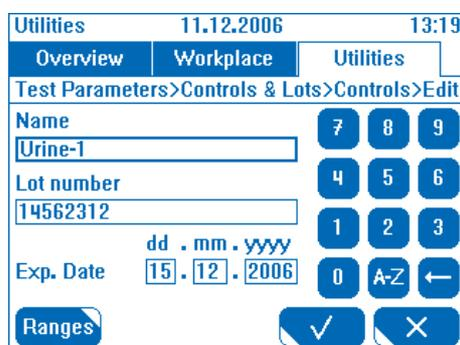 Utilities 11.12.2006 13:19
Overview Workplace Utilities
Test Parameters>Controls & Lots>Controls>Edit
Name
Urine-1
7 8 9
Lot number
4 5 6
14562312
1 2 3
dd . mm . yyyy
Exp. Date 15 . 12 . 2006
0 A-Z ←
Ranges ✓ ✕